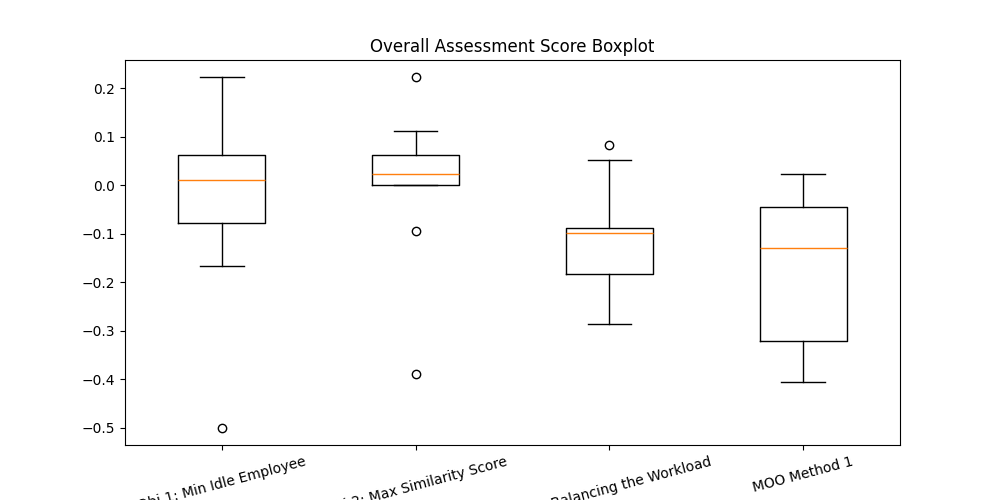 Overall Assessment Score Boxplot
0.2
0.1
0.0
−0.1
−0.2
−0.3
−0.4
−0.5
1: Min Idle Employee
2: Max Similarity Score
Balancing the Workload
MOO Method 1